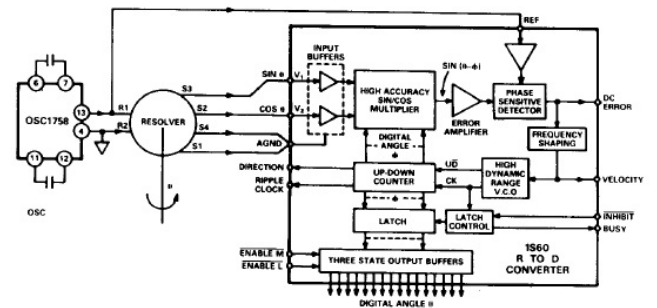 REF
INPUT
BUFFERS
SIN (θ-ϕ)
6
7
OSC1758
13
4
11
12
OSC
R1
R2
RESOLVER
θ
S3
S2
S4
S1
SIN θ
COS θ
AGND
V₁
V₂
HIGH ACCURACY
SIN/COS
MULTIPLIER
ERROR
AMPLIFIER
PHASE
SENSITIVE
DETECTOR
DC
ERROR
FREQUENCY
SHAPING
DIGITAL
ANGLE
ϕ
DIRECTION
RIPPLE
CLOCK
UP-DOWN
COUNTER
UD
CK
HIGH
DYNAMIC
RANGE
V.C.O
VELOCITY
ϕ
LATCH
LATCH
CONTROL
INHIBIT
BUSY
1S60
R TO D
CONVERTER
ENABLE M
ENABLE L
THREE STATE OUTPUT BUFFERS
DIGITAL ANGLE θ